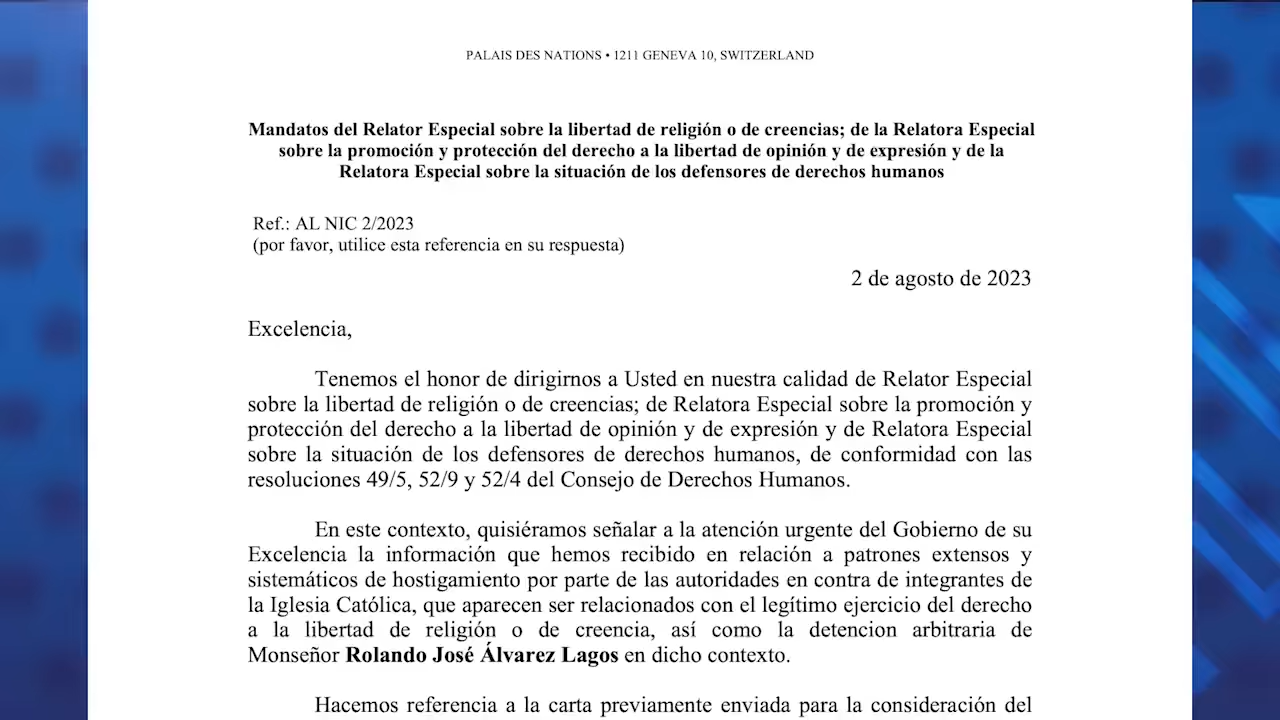 PALAIS DES NATIONS • 1211 GENEVA 10, SWITZERLAND
Mandatos del Relator Especial sobre la libertad de religión o de creencias; de la Relatora Especial
sobre la promoción y protección del derecho a la libertad de opinión y de expresión y de la
Relatora Especial sobre la situación de los defensores de derechos humanos
Ref.: AL NIC 2/2023
(por favor, utilice esta referencia en su respuesta)
2 de agosto de 2023
Excelencia,
Tenemos el honor de dirigirnos a Usted en nuestra calidad de Relator Especial
sobre la libertad de religión o de creencias; de Relatora Especial sobre la promoción y
protección del derecho a la libertad de opinión y de expresión y de Relatora Especial
sobre la situación de los defensores de derechos humanos, de conformidad con las
resoluciones 49/5, 52/9 y 52/4 del Consejo de Derechos Humanos.
En este contexto, quisiéramos señalar a la atención urgente del Gobierno de su
Excelencia la información que hemos recibido en relación a patrones extensos y
sistemáticos de hostigamiento por parte de las autoridades en contra de integrantes de
la Iglesia Católica, que aparecen ser relacionados con el legítimo ejercicio del derecho
a la libertad de religión o de creencia, así como la detencion arbitraria de
Monseñor Rolando José Álvarez Lagos en dicho contexto.
Hacemos referencia a la carta previamente enviada para la consideración del